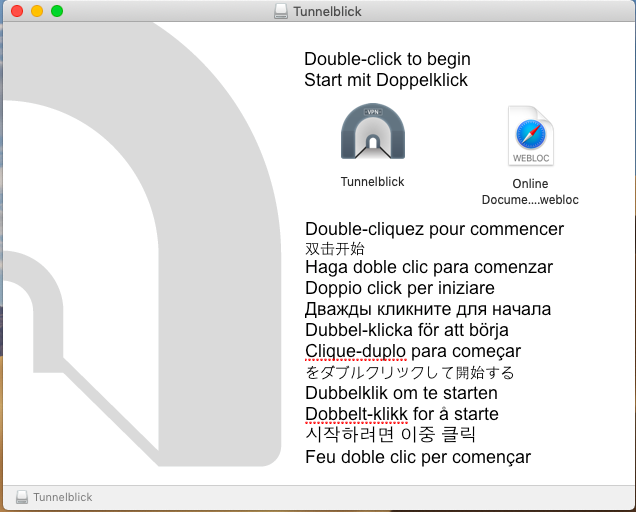 Tunnelblick
Double-click to begin
Start mit Doppelklick
VPN
WEBLOC
Tunnelblick
Online
Docume....webloc
Double-cliquez pour commencer
双击开始
Haga doble clic para comenzar
Doppio click per iniziare
Дважды кликните для начала
Dubbel-klicka för att börja
Clique-duplo para começar
をダブルクリックして開始する
Dubbelklik om te starten
Dobbelt-klikk for å starte
시작하려면 이중 클릭
Feu doble clic per començar
Tunnelblick